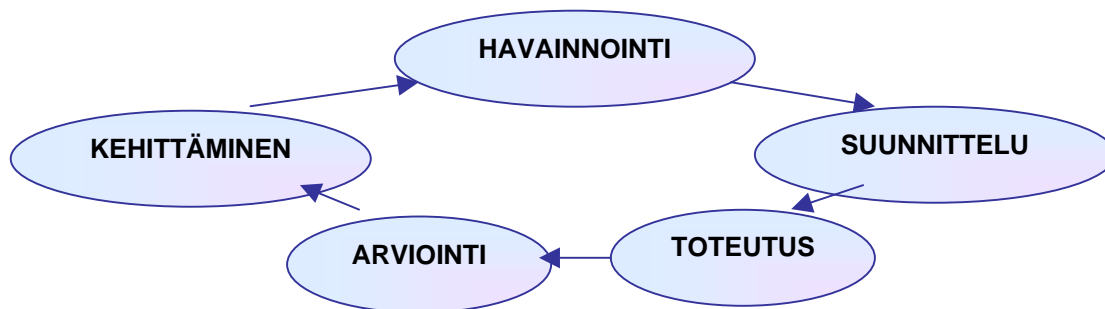 HAVAINNOINTI
KEHITTÄMINEN
SUUNNITTELU
ARVIOINTI
TOTEUTUS